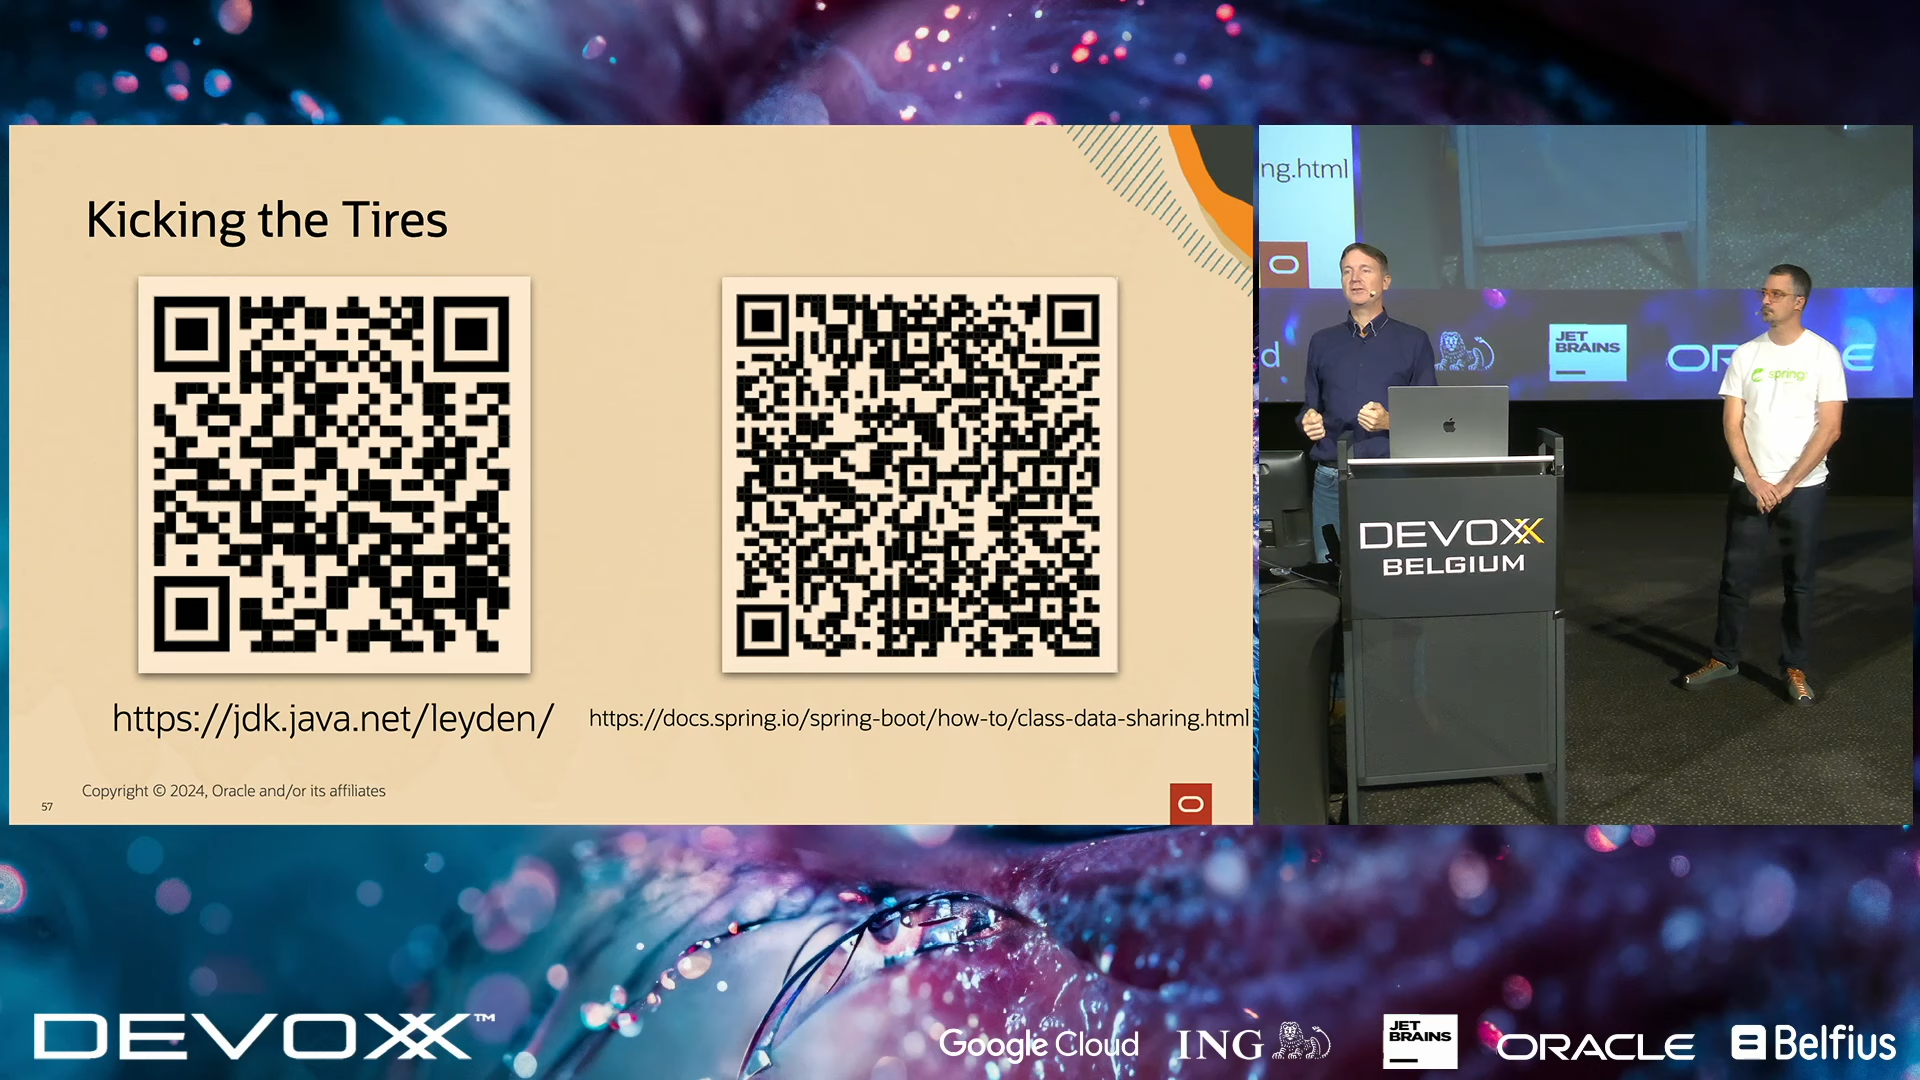 Kicking the Tires
https://jdk.java.net/leyden/
https://docs.spring.io/spring-boot/how-to/class-data-sharing.html
Copyright © 2024, Oracle and/or its affiliates
57
ng.html
d
JET
BRAINS
OR
E
spring
DEVOXX
BELGIUM
DEVOXX™
Google Cloud
ING
JET
BRAINS
ORACLE
Belfius